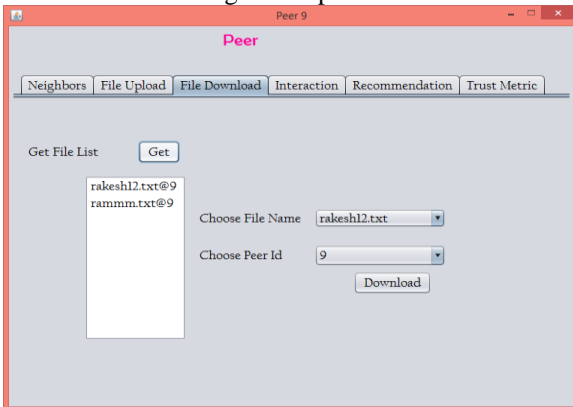 Peer 9
Peer
Neighbors File Upload File Download Interaction Recommendation Trust Metric
Get File List Get
rakesh12.txt@9
rammm.txt@9
Choose File Name rakesh12.txt
Choose Peer Id 9
Download